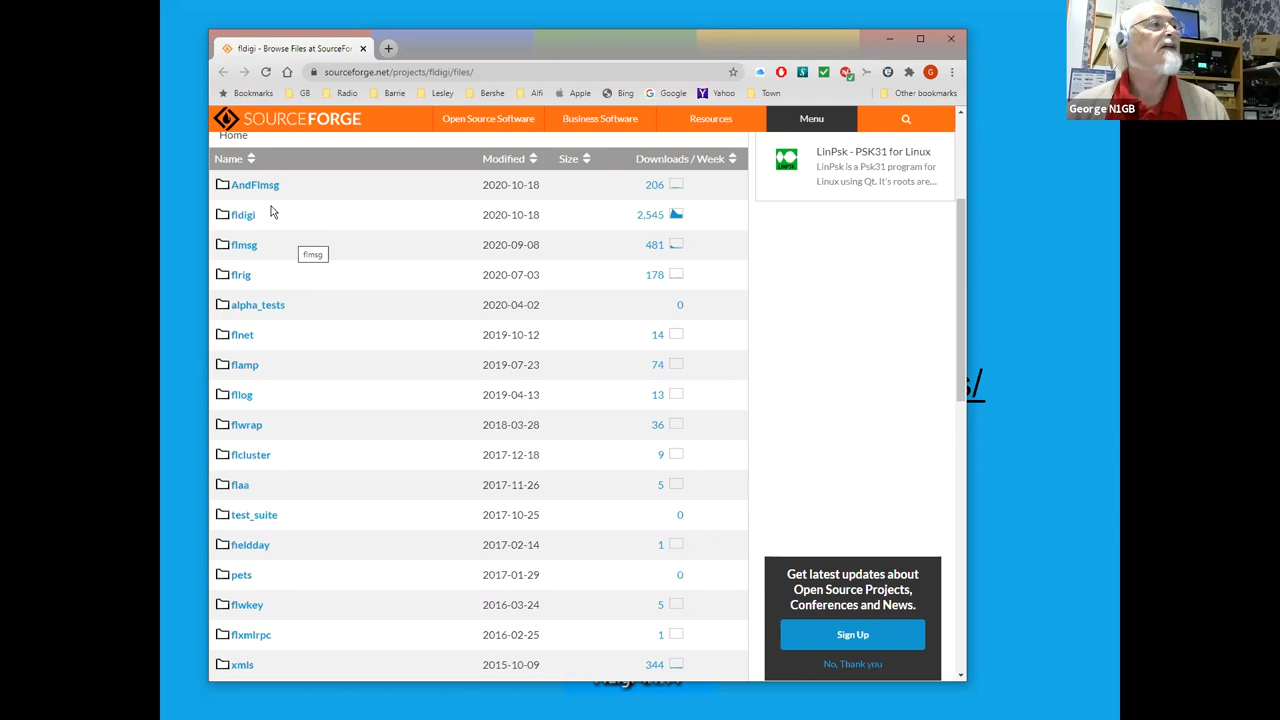 fldigi - Browse Files at SourceFor
sourceforge.net/projects/fldigi/files/
Bookmarks GB Radio Barrie Lesley Bershe Alfi Apple Bing Google Yahoo Town Other bookmarks
SOURCEFORGE Open Source Software Business Software Resources Menu
George N1GB
Home
Name Modified Size Downloads / Week
AndFlmsg 2020-10-18 206
fldigi 2020-10-18 2,545
flmsg 2020-09-08 481
flmsg
flrig 2020-07-03 178
alpha_tests 2020-04-02 0
flnet 2019-10-12 14
flamp 2019-07-23 74
fllog 2019-04-13 13
flwrap 2018-03-28 36
flcluster 2017-12-18 9
flaa 2017-11-26 5
test_suite 2017-10-25 0
fieldday 2017-02-14 1
pets 2017-01-29 0
flwkey 2016-03-24 5
flxmlrpc 2016-02-25 1
xmls 2015-10-09 344
LinPsk - PSK31 for Linux
LinPsk is a Psk31 program for
Linux using Qt. It's roots are...
s/
Get latest updates about
Open Source Projects,
Conferences and News.
Sign Up
No, Thank you